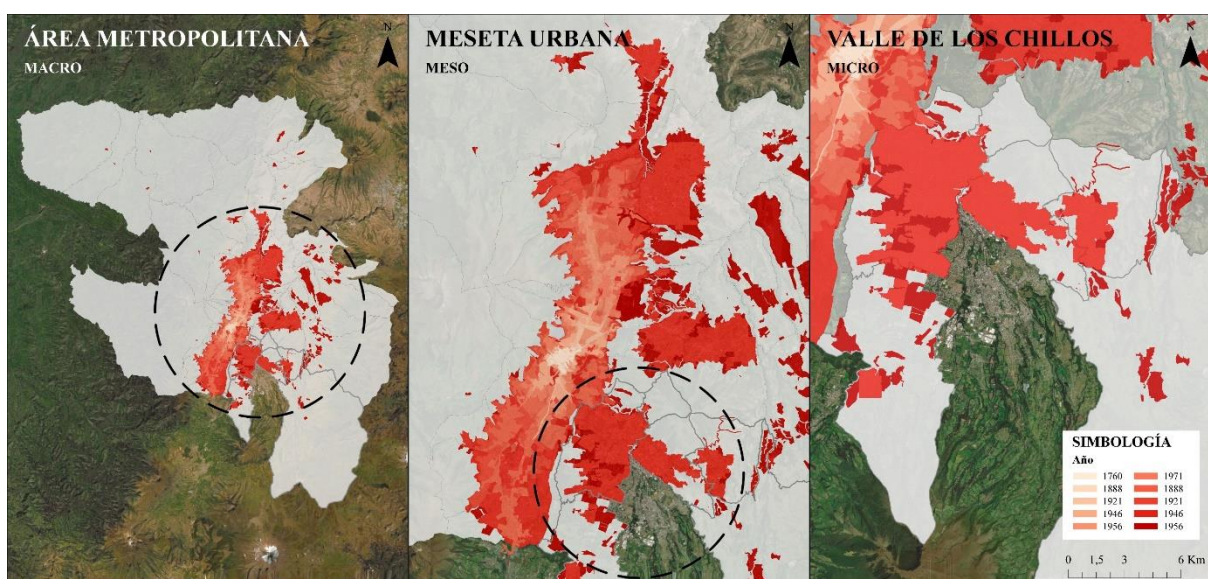 ÁREA METROPOLITANA
MACRO
N
MESETA URBANA
MESO
N
VALLE DE LOS CHILLOS
MICRO
N
SIMBOLOGÍA
Año
1760
1888
1921
1946
1956
1971
1888
1921
1946
1956
0 1,5 3 6 Km